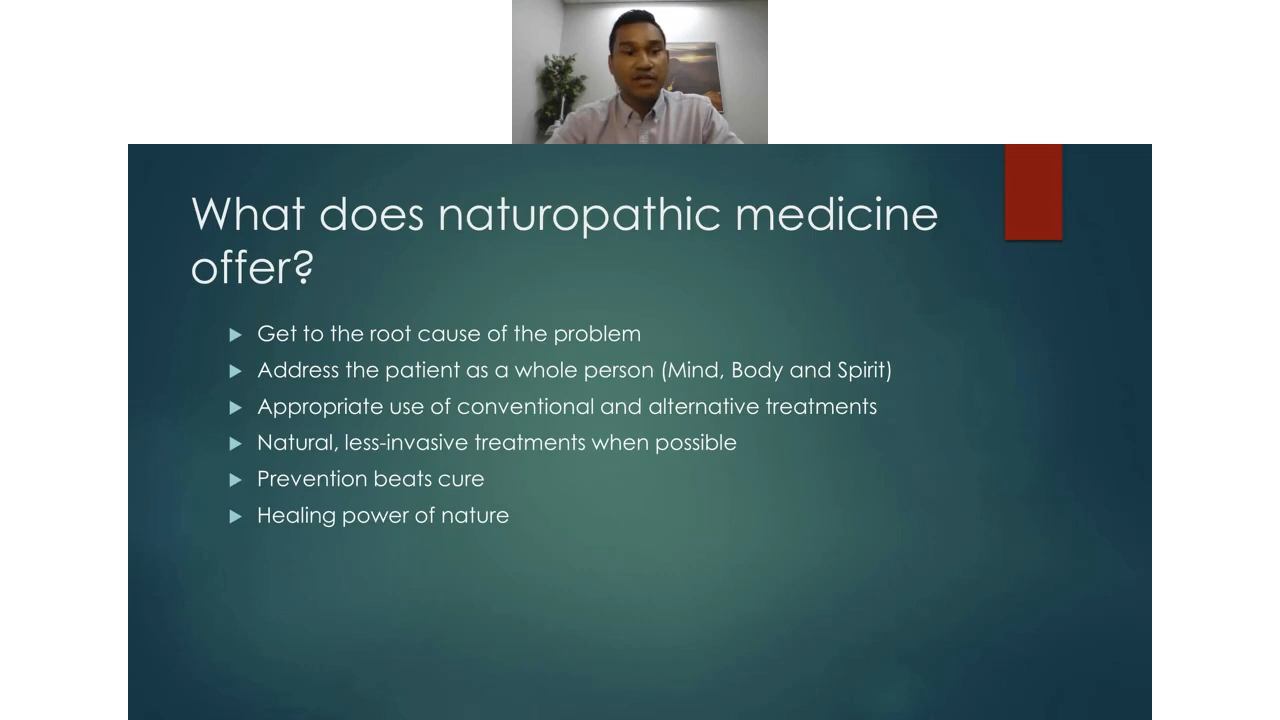 What does naturopathic medicine
offer?
Get to the root cause of the problem
Address the patient as a whole person (Mind, Body and Spirit)
Appropriate use of conventional and alternative treatments
Natural, less-invasive treatments when possible
Prevention beats cure
Healing power of nature